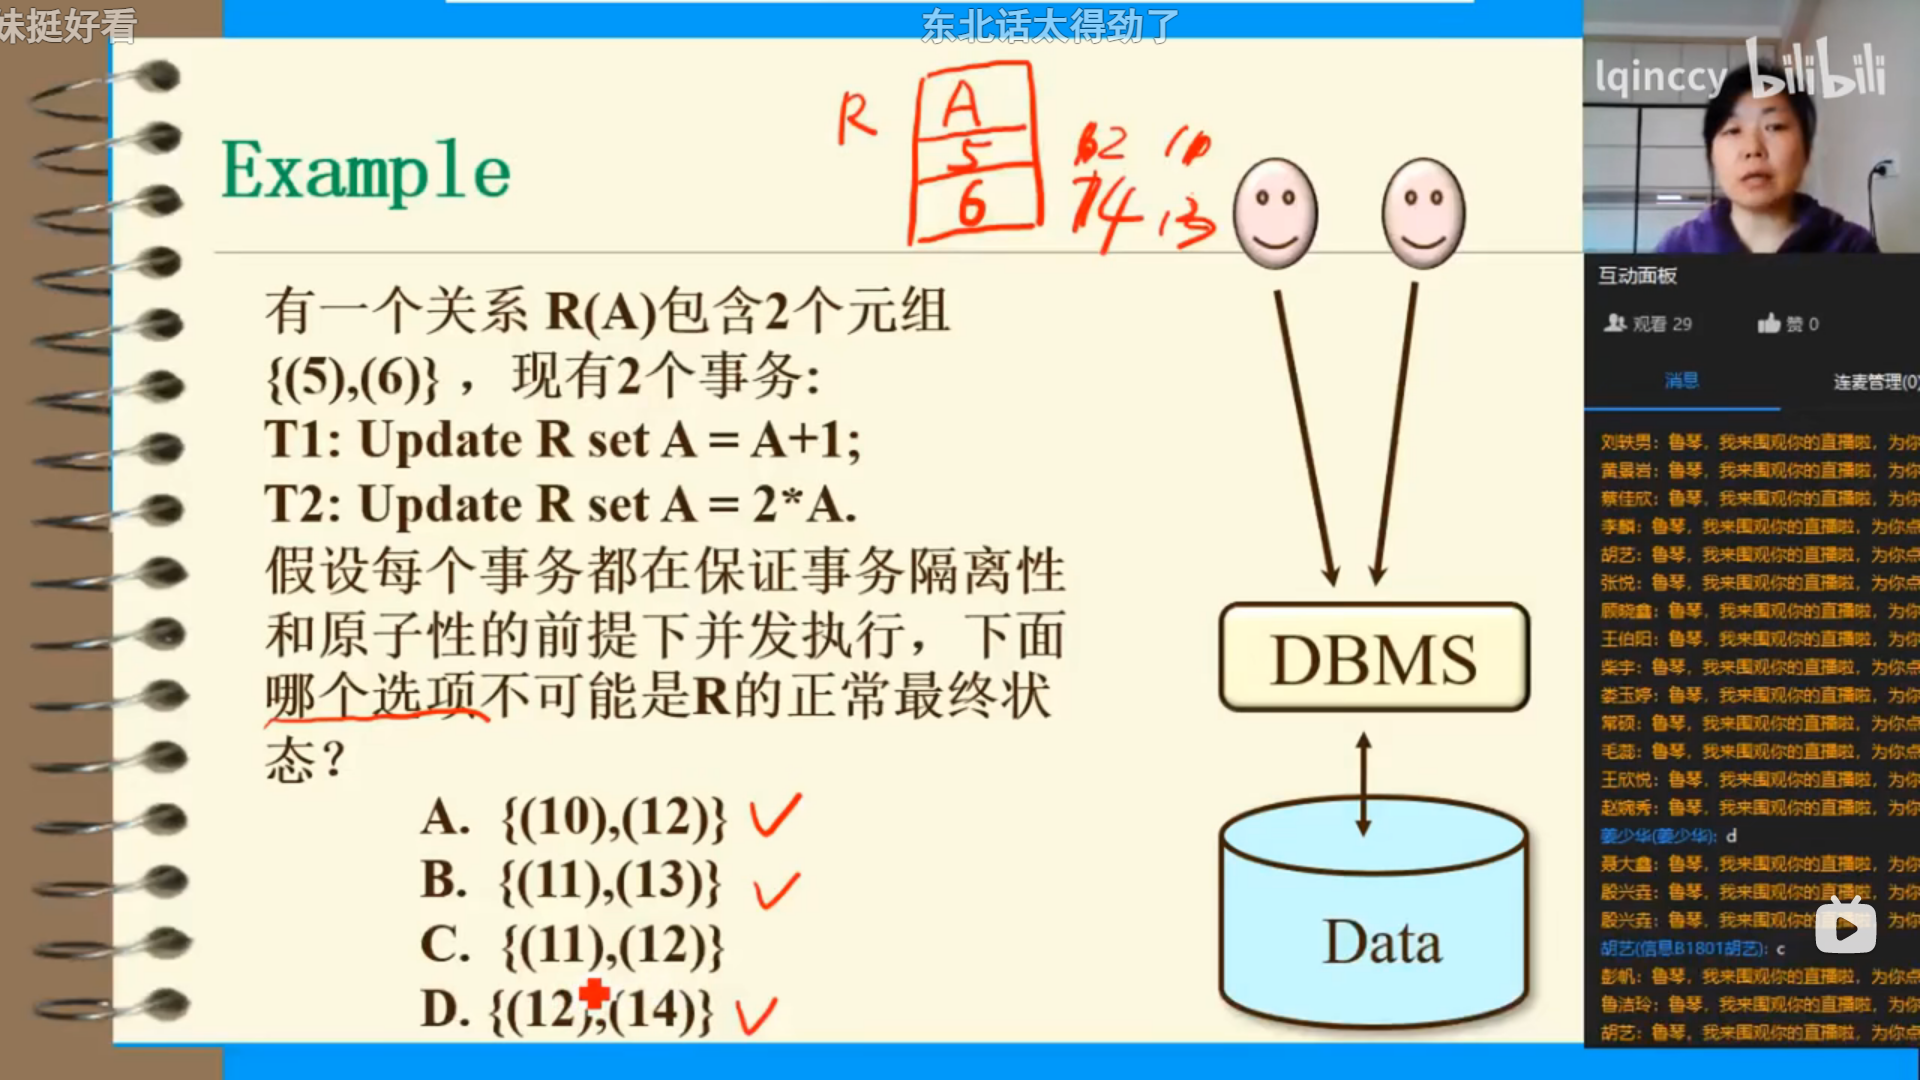 妹挺好看
东北话太得劲了
lqinccy bilibili
Example
R
A
5
6
62
14
13
有一个关系 R(A)包含2个元组
{(5),(6)} ，现有2个事务:
T1: Update R set A = A+1;
T2: Update R set A = 2*A.
假设每个事务都在保证事务隔离性
和原子性的前提下并发执行，下面
哪个选项不可能是R的正常最终状
态？
A. {(10),(12)}
B. {(11),(13)}
C. {(11),(12)}
D. {(12),(14)}
DBMS
Data
互动面板
观看 29 赞 0
消息 连麦管理(0)
刘轶男：鲁琴，我来围观你的直播啦，为你
黄景岩：鲁琴，我来围观你的直播啦，为你
蔡佳欣：鲁琴，我来围观你的直播啦，为你
李麟：鲁琴，我来围观你的直播啦，为你点
胡艺：鲁琴，我来围观你的直播啦，为你点
张悦：鲁琴，我来围观你的直播啦，为你点
顾晓鑫：鲁琴，我来围观你的直播啦，为你
王伯阳：鲁琴，我来围观你的直播啦，为你
柴宇：鲁琴，我来围观你的直播啦，为你点
娄玉婷：鲁琴，我来围观你的直播啦，为你
常硕：鲁琴，我来围观你的直播啦，为你点
毛蕊：鲁琴，我来围观你的直播啦，为你点
王欣悦：鲁琴，我来围观你的直播啦，为你
赵婉秀：鲁琴，我来围观你的直播啦，为你
姜少华(姜少华)：d
聂大鑫：鲁琴，我来围观你的直播啦，为你
殷兴垚：鲁琴，我来围观你的直播啦，为你
殷兴垚：鲁琴，我来围观你的直播啦，为你
胡艺(信息B1801胡艺)：c
彭帆：鲁琴，我来围观你的直播啦，为你点
鲁洁玲：鲁琴，我来围观你的直播啦，为你
胡艺：鲁琴，我来围观你的直播啦，为你点